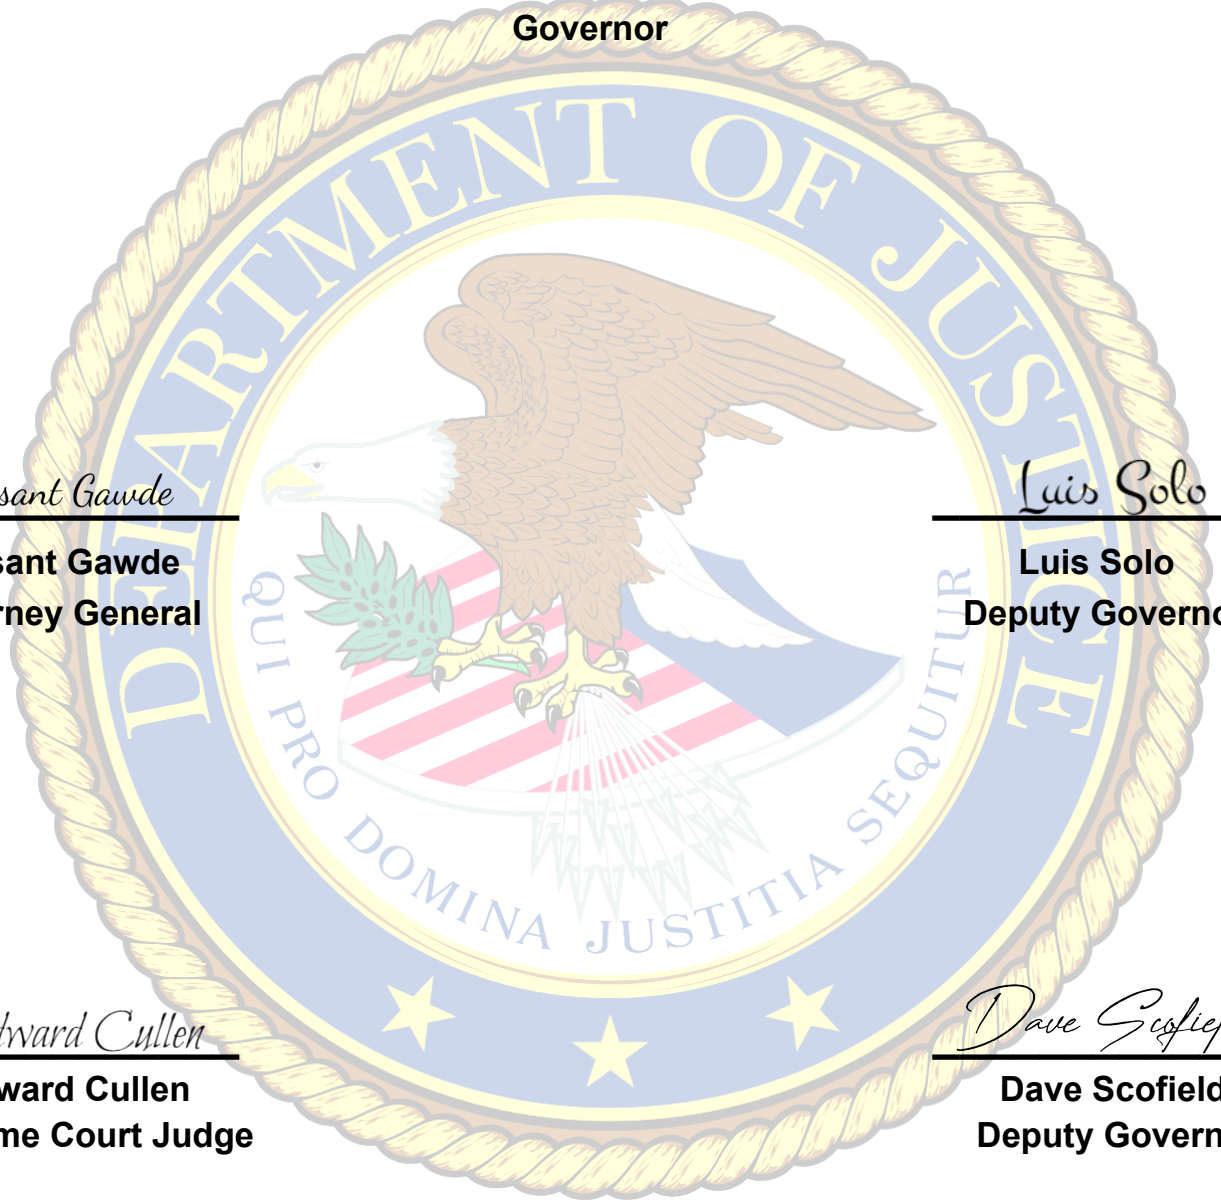 Governor
DEPARTMENT OF JUSTICE
sant Gawde
Luis Solo
sant Gawde
Luis Solo
rney General
Deputy Governo
QUI PRO DOMINA JUSTITIA SEQUITUR
dward Cullen
Dave Scofie
ward Cullen
Dave Scofield
me Court Judge
Deputy Govern